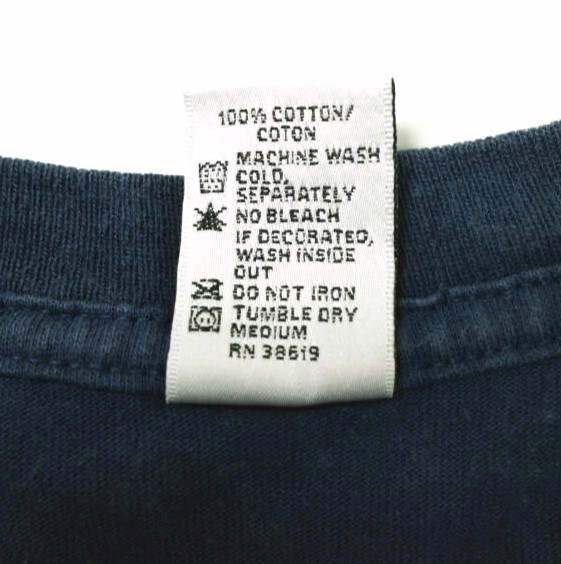 100% COTTON/
COTON
MACHINE WASH
COLD,
SEPARATELY
NO BLEACH
IF DECORATED,
WASH INSIDE
OUT
DO NOT IRON
TUMBLE DRY
MEDIUM
RN 38619